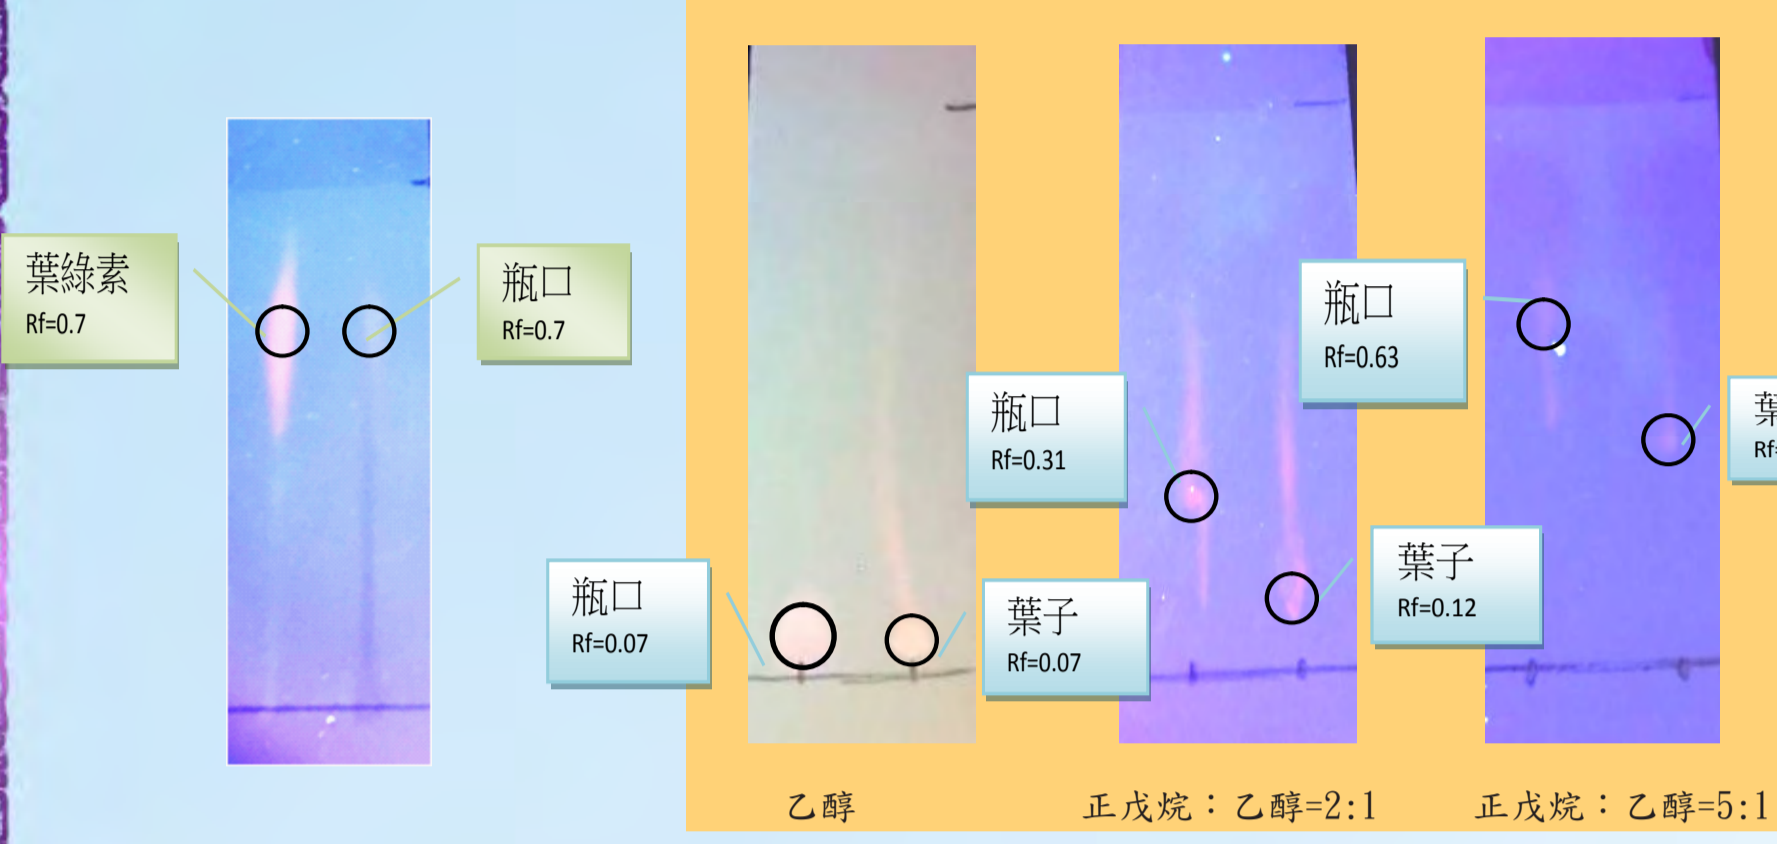 葉綠素
Rf=0.7
瓶口
Rf=0.7
瓶口
Rf=0.07
葉子
Rf=0.07
乙醇
瓶口
Rf=0.31
葉子
Rf=0.12
正戊烷：乙醇=2:1
瓶口
Rf=0.63
葉
Rf=
正戊烷：乙醇=5:1